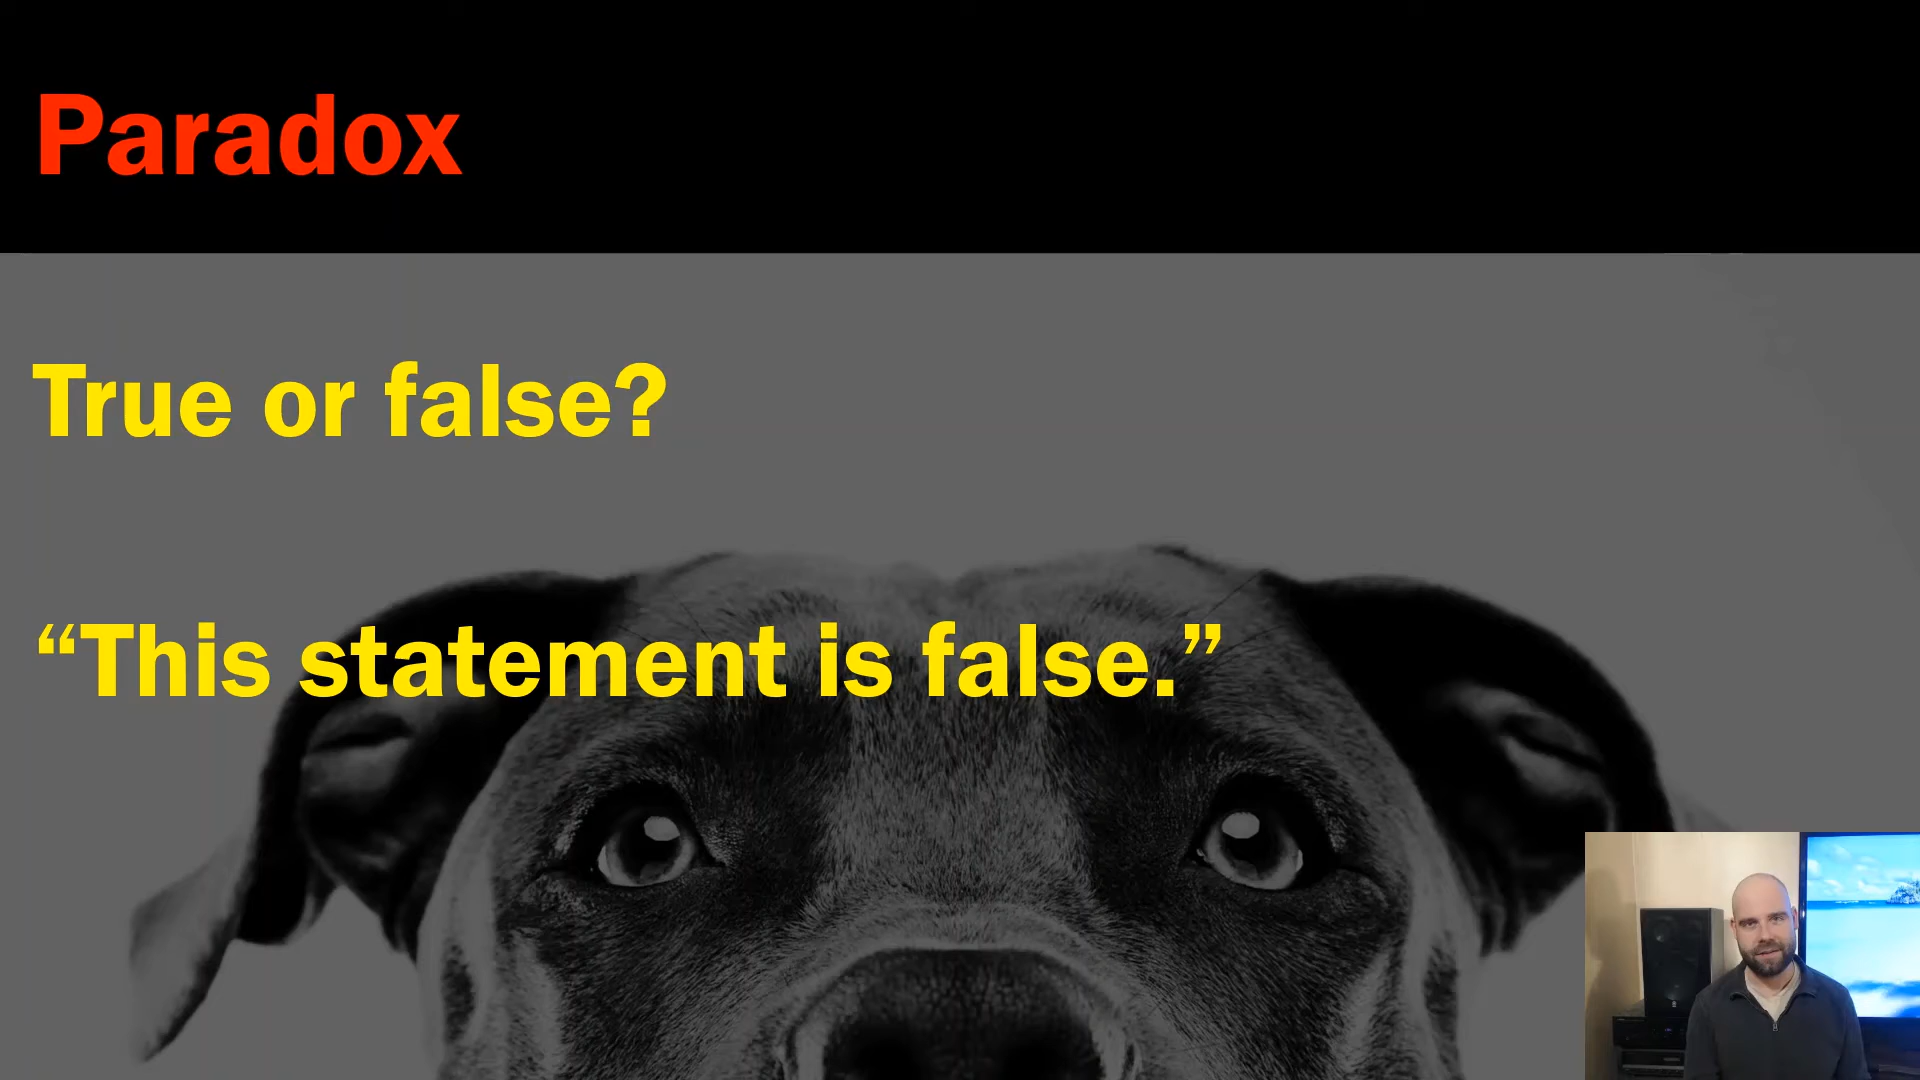 Paradox
True or false?
“This statement is false.”